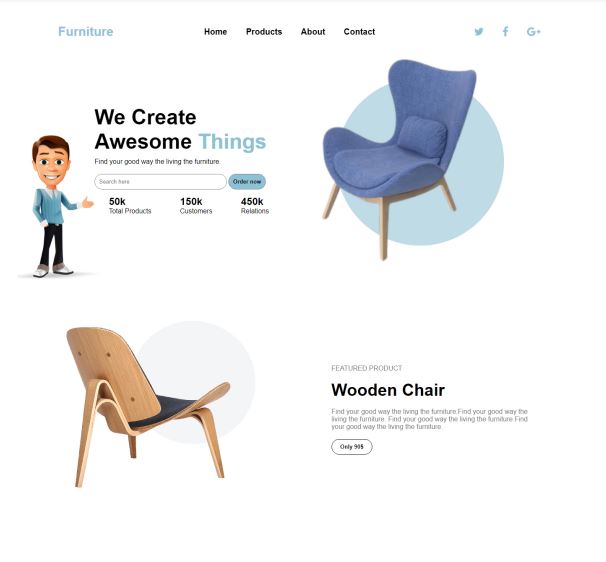 Furniture
Home Products About Contact
We Create
Awesome Things
Find your good way the living the furniture.
Search here
Order now
50k 150k 450k
Total Products Customers Relations
FEATURED PRODUCT
Wooden Chair
Find your good way the living the furniture.Find your good way the
living the furniture. Find your good way the living the furniture.Find
your good way the living the furniture.
Only 90$